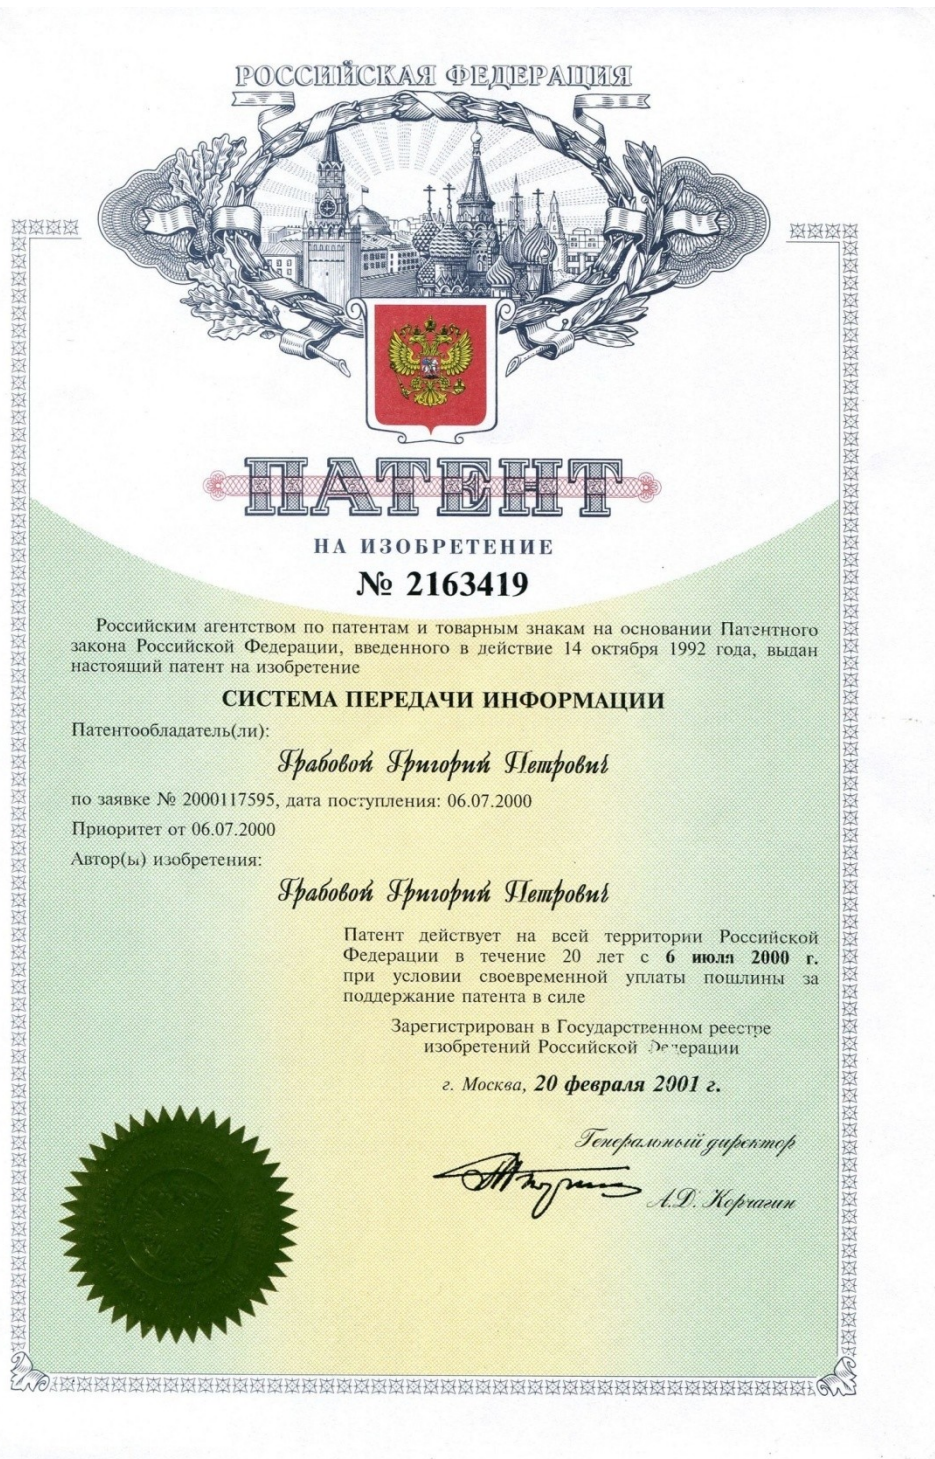 РОССИЙСКАЯ ФЕДЕРАЦИЯ
ПАТЕНТ
НА ИЗОБРЕТЕНИЕ
№ 2163419
Российским агентством по патентам и товарным знакам на основании Патентного
закона Российской Федерации, введенного в действие 14 октября 1992 года, выдан
настоящий патент на изобретение
СИСТЕМА ПЕРЕДАЧИ ИНФОРМАЦИИ
Патентообладатель(ли):
Грабовой Григорий Петрович
по заявке № 2000117595, дата поступления: 06.07.2000
Приоритет от 06.07.2000
Автор(ы) изобретения:
Грабовой Григорий Петрович
Патент действует на всей территории Российской
Федерации в течение 20 лет с 6 июля 2000 г.
при условии своевременной уплаты пошлины за
поддержание патента в силе
Зарегистрирован в Государственном реестре
изобретений Российской Федерации
г. Москва, 20 февраля 2001 г.
Генеральный директор
А.Д. Корчагин